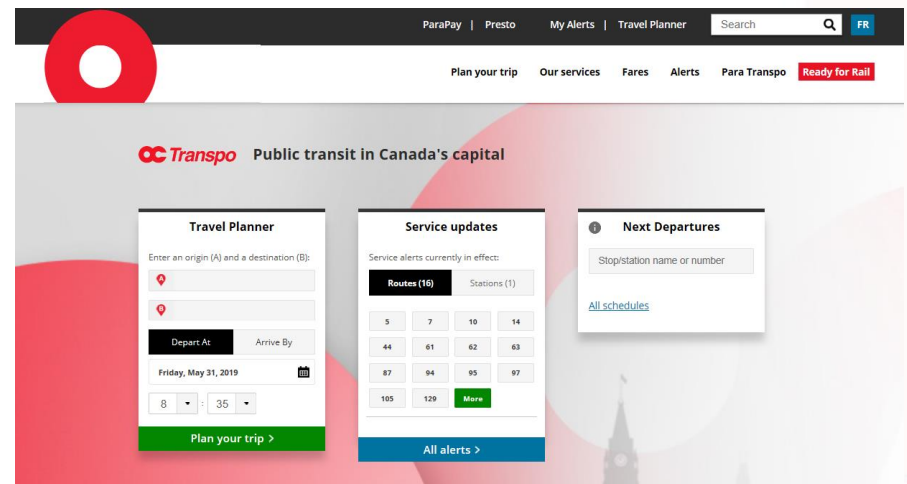 ParaPay | Presto My Alerts | Travel Planner Search FR
Plan your trip Our services Fares Alerts Para Transpo Ready for Rail
OC Transpo Public transit in Canada's capital
Travel Planner
Enter an origin (A) and a destination (B):
A
B
Depart At Arrive By
Friday, May 31, 2019
8 : 35
Plan your trip >
Service updates
Service alerts currently in effect:
Routes (16) Stations (1)
5 7 10 14
44 61 62 63
87 94 95 97
105 129 More
All alerts >
i Next Departures
Stop/station name or number
All schedules